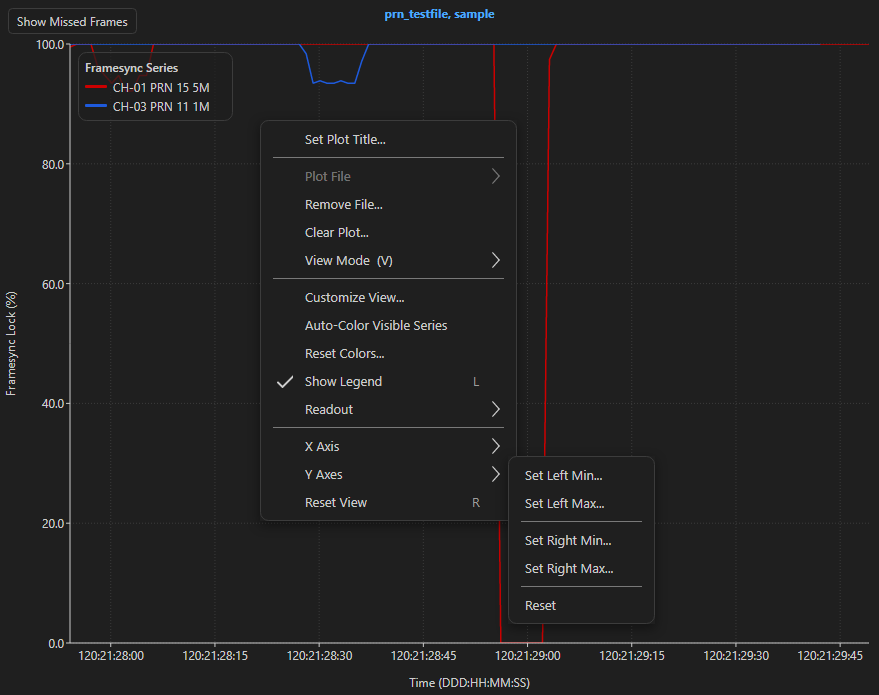 Show Missed Frames
prn_testfile, sample
100.0
80.0
60.0
40.0
20.0
0.0
Framesync Lock (%)
Framesync Series
CH-01 PRN 15 5M
CH-03 PRN 11 1M
Set Plot Title...
Plot File
Remove File...
Clear Plot...
View Mode (V)
Customize View...
Auto-Color Visible Series
Reset Colors...
Show Legend L
Readout
X Axis
Y Axes
Reset View R
Set Left Min...
Set Left Max...
Set Right Min...
Set Right Max...
Reset
120:21:28:00 120:21:28:15 120:21:28:30 120:21:28:45 120:21:29:00 120:21:29:15 120:21:29:30 120:21:29:45
Time (DDD:HH:MM:SS)